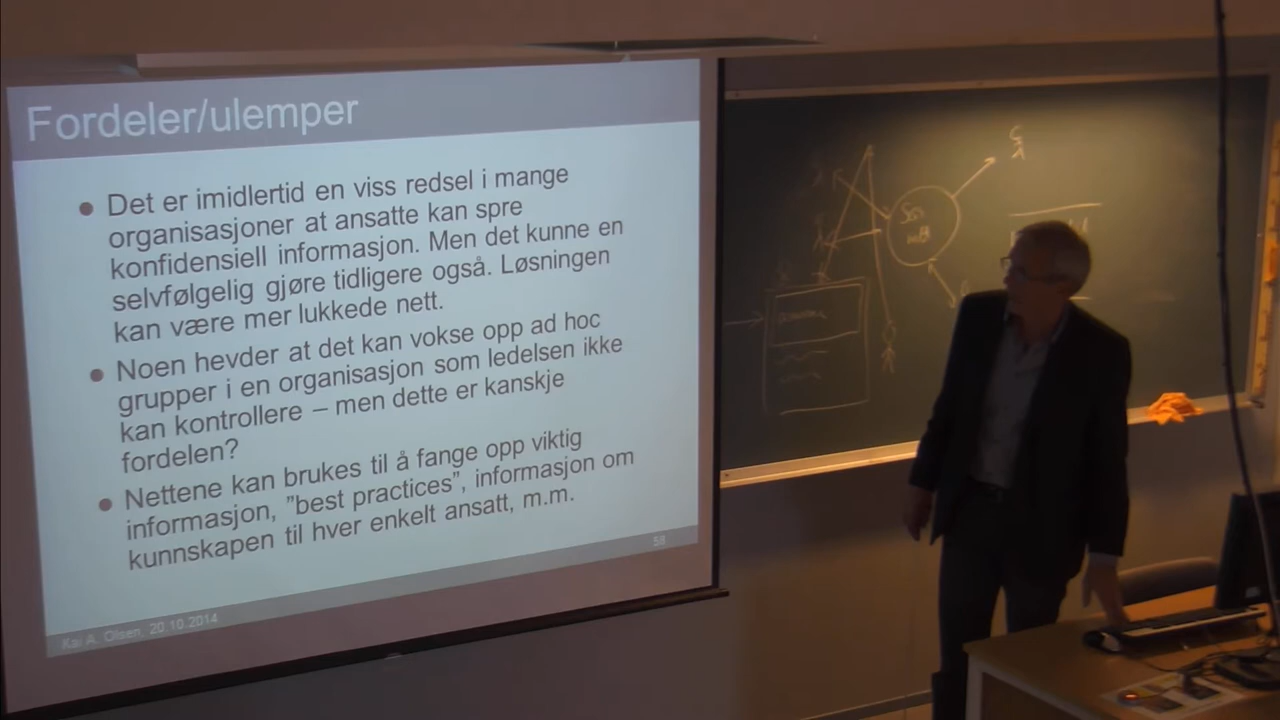 Fordeler/ulemper
Det er imidlertid en viss redsel i mange
organisasjoner at ansatte kan spre
konfidensiell informasjon. Men det kunne en
selvfølgelig gjøre tidligere også. Løsningen
kan være mer lukkede nett.
Noen hevder at det kan vokse opp ad hoc
grupper i en organisasjon som ledelsen ikke
kan kontrollere – men dette er kanskje
fordelen?
Nettene kan brukes til å fange opp viktig
informasjon, ”best practices”, informasjon om
kunnskapen til hver enkelt ansatt, m.m.
58
Kai A. Olsen, 20.10.2014